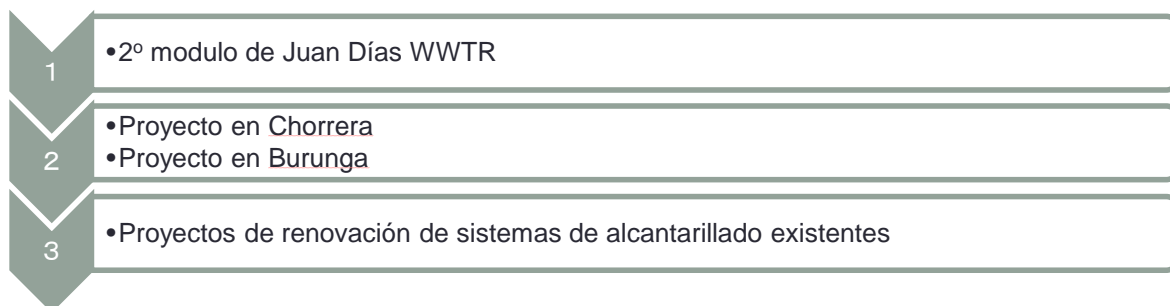 1
•2º modulo de Juan Días WWTR
2
•Proyecto en Chorrera
•Proyecto en Burunga
3
•Proyectos de renovación de sistemas de alcantarillado existentes